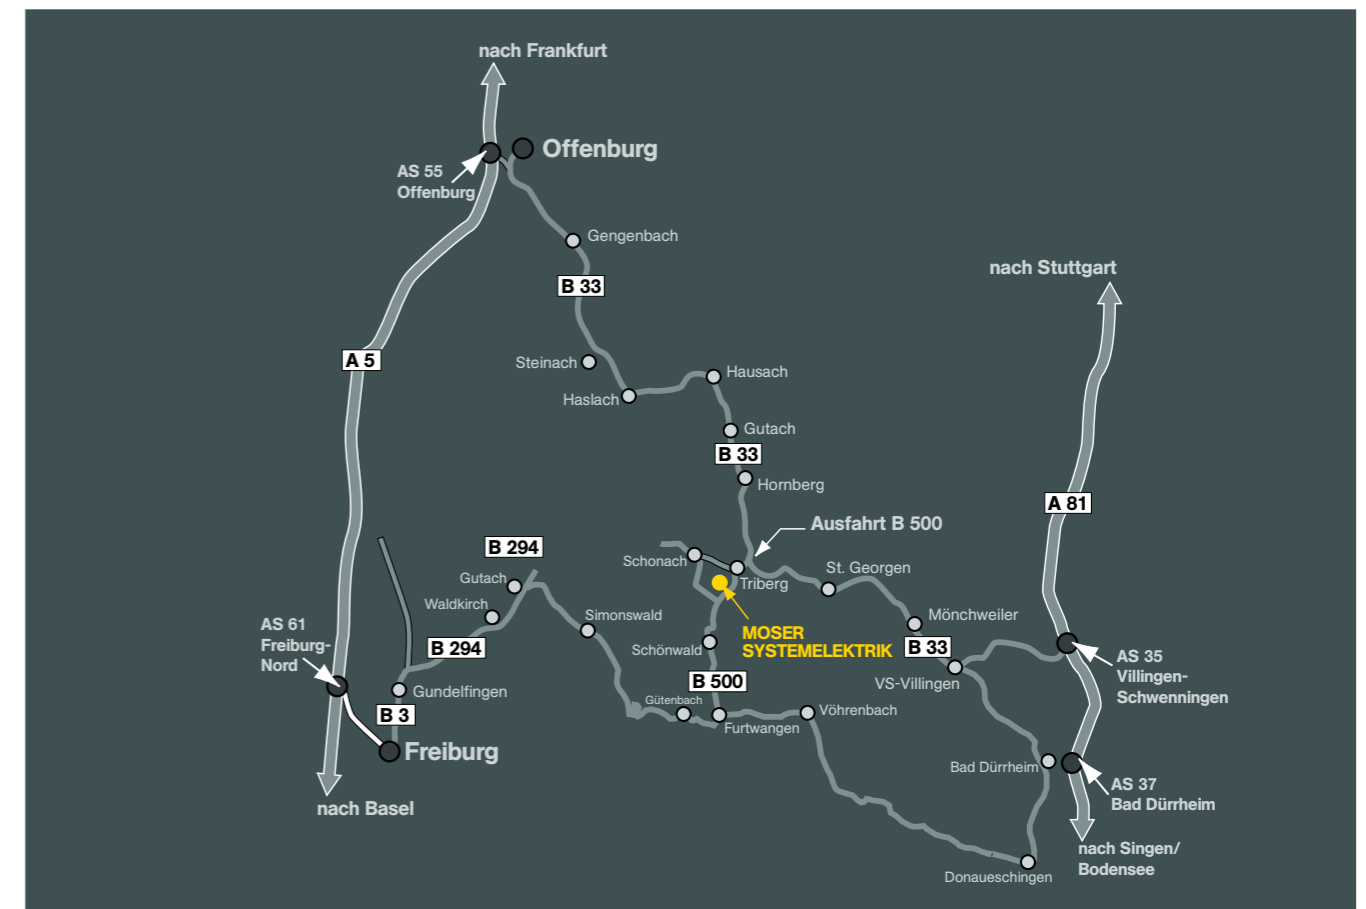 nach Frankfurt
Offenburg
AS 55
Offenburg
Gengenbach
nach Stuttgart
B 33
A 5
Steinach
Hausach
Haslach
Gutach
B 33
Hornberg
A 81
Ausfahrt B 500
B 294
Schonach
St. Georgen
Gutach
Triberg
Waldkirch
Simonswald
Mönchweiler
AS 61
Freiburg-
Nord
MOSER
SYSTEMELEKTRIK
B 294
Schönwald
B 33
AS 35
Villingen-
Schwenningen
VS-Villingen
B 500
Gundelfingen
Gütenbach
Vöhrenbach
B 3
Furtwangen
Freiburg
Bad Dürrheim
AS 37
Bad Dürrheim
nach Basel
nach Singen/
Bodensee
Donaueschingen